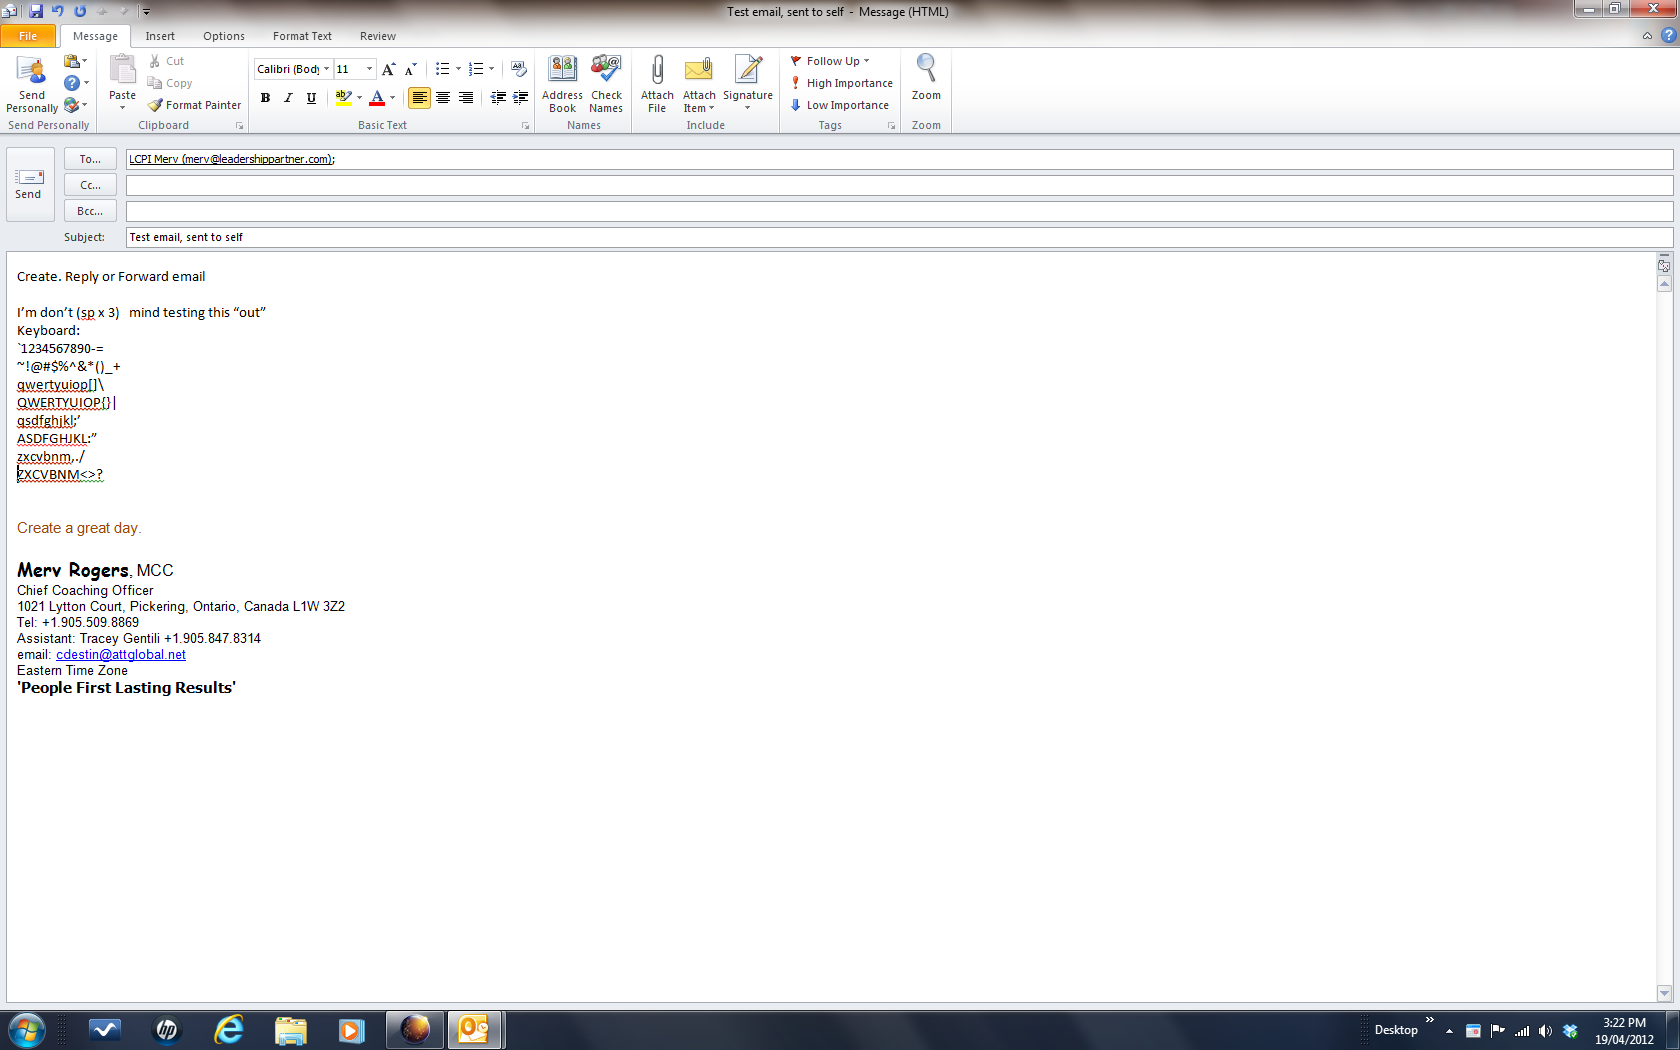 Test email, sent to self - Message (HTML)
File Message Insert Options Format Text Review
Send Personally
Send Personally
Paste
Cut
Copy
Format Painter
Clipboard
Calibri (Body 11
B I U
Basic Text
Address Book
Check Names
Names
Attach File
Attach Item
Signature
Include
Follow Up
High Importance
Low Importance
Tags
Zoom
Zoom
Send
To... LCPI Merv (merv@leadershippartner.com);
Cc...
Bcc...
Subject: Test email, sent to self
Create. Reply or Forward email
I’m don’t (sp x 3)   mind testing this “out”
Keyboard:
`1234567890-=
~!@#$%^&*()_+
qwertyuiop[]\
QWERTYUIOP{}|
qsdfghjkl;’
ASDFGHJKL:”
zxcvbnm,./
ZXCVBNM<>?
Create a great day.
Merv Rogers, MCC
Chief Coaching Officer
1021 Lytton Court, Pickering, Ontario, Canada L1W 3Z2
Tel: +1.905.509.8869
Assistant: Tracey Gentili +1.905.847.8314
email: cdestin@attglobal.net
Eastern Time Zone
'People First Lasting Results'
Desktop
3:22 PM
19/04/2012